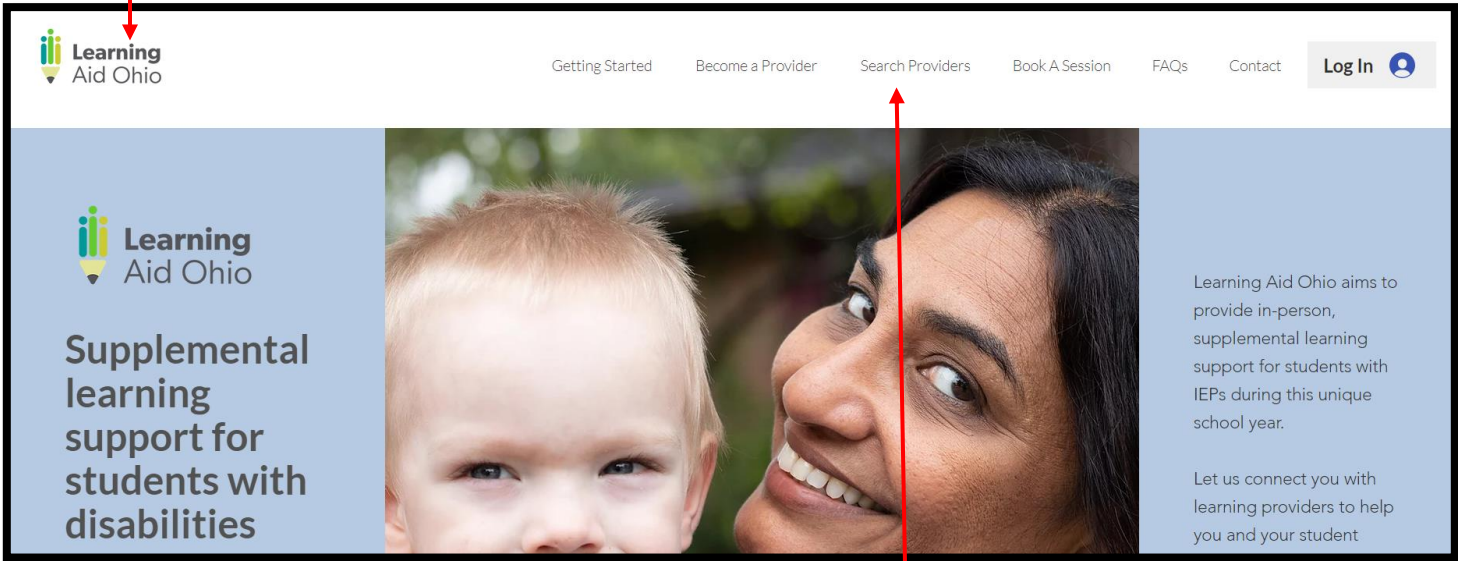 Learning
Aid Ohio
Getting Started Become a Provider Search Providers Book A Session FAQs Contact Log In
Learning
Aid Ohio
Supplemental
learning
support for
students with
disabilities
Learning Aid Ohio aims to
provide in-person,
supplemental learning
support for students with
IEPs during this unique
school year.
Let us connect you with
learning providers to help
you and your student